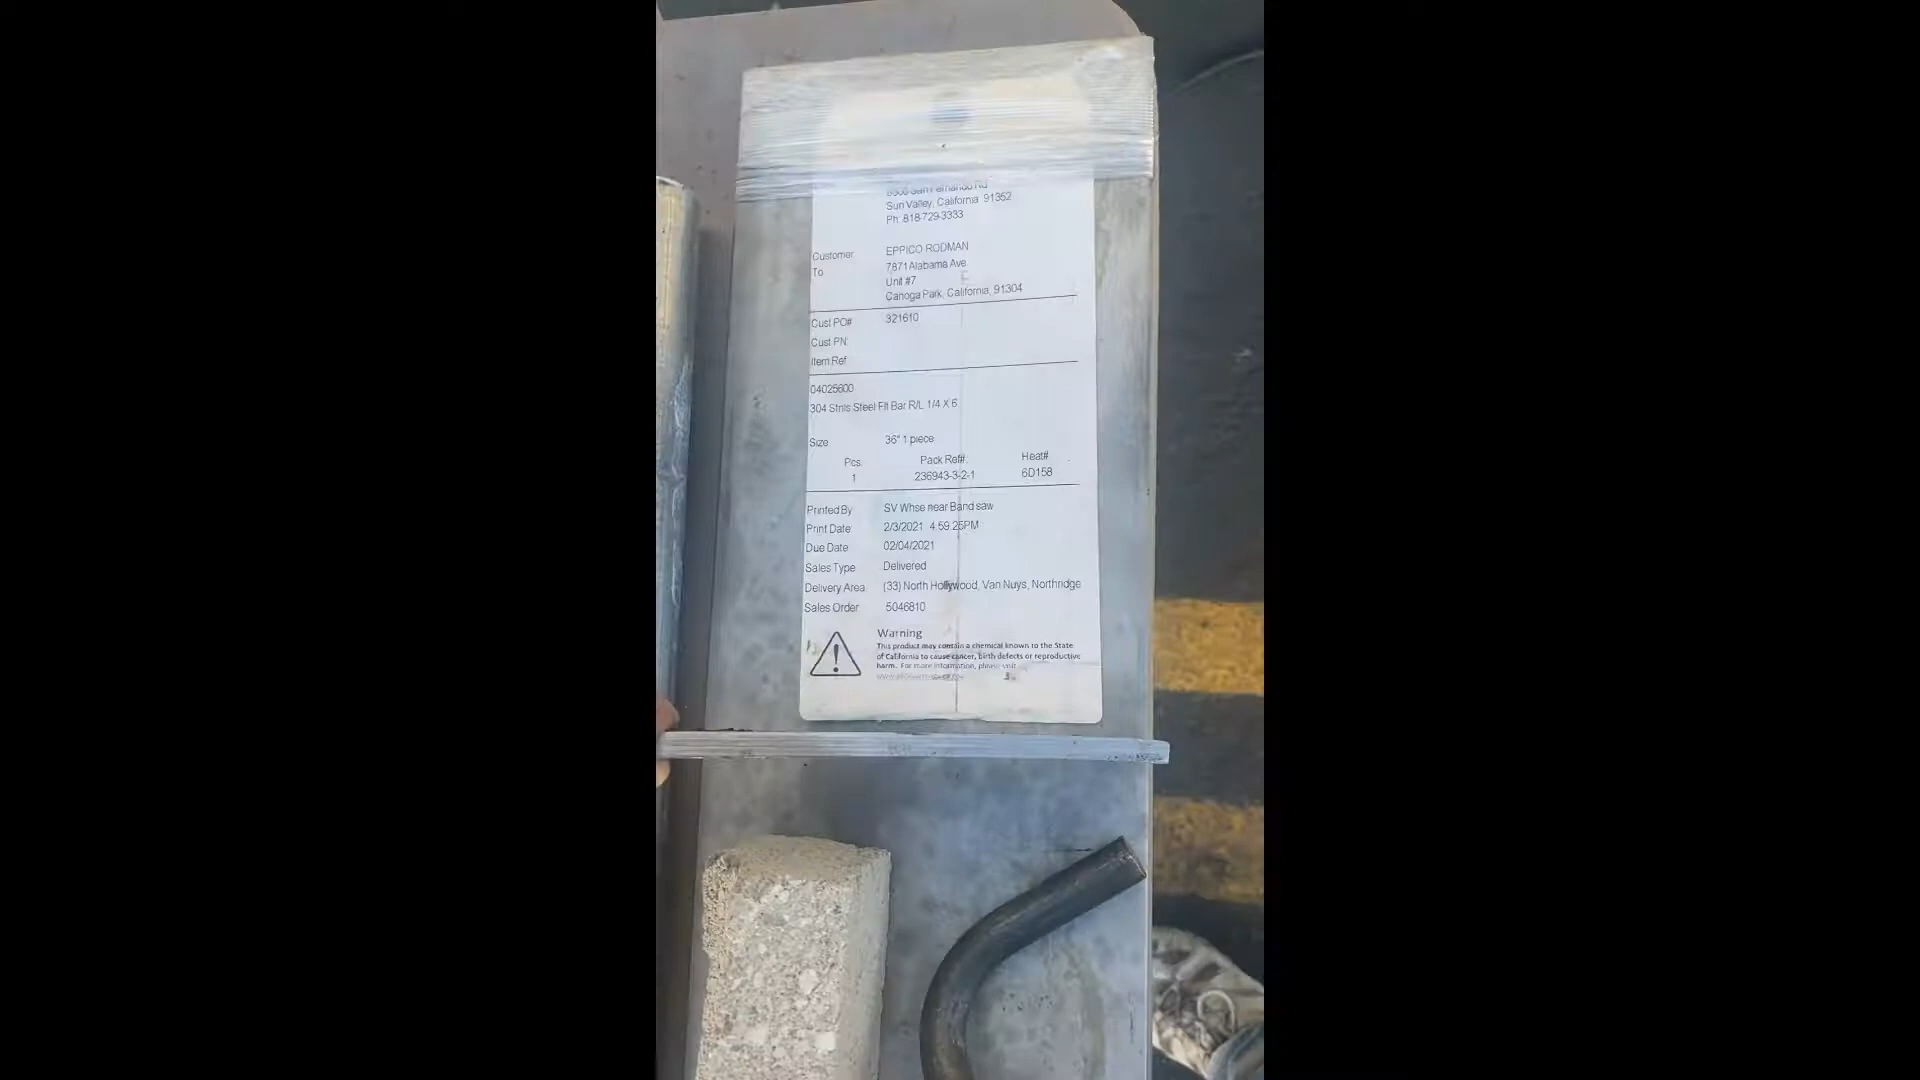 Sun Valley, California 91352
Ph: 818-729-3333
Customer EPPICO RODMAN
To 7871 Alabama Ave
Unit #7
Canoga Park, California, 91304
Cust PO# 321610
Cust PN:
Item Ref
04025600
304 Stnls Steel Flt Bar R/L 1/4 X 6
Size 36" 1 piece
Pcs. Pack Ref#. Heat#
1 236943-3-2-1 6D158
Printed By SV Whse near Band saw
Print Date: 2/3/2021 4:59:25PM
Due Date 02/04/2021
Sales Type Delivered
Delivery Area (33) North Hollywood, Van Nuys, Northridge
Sales Order 5046810
Warning
This product may contain a chemical known to the State
of California to cause cancer, birth defects or reproductive
harm. For more information, please visit